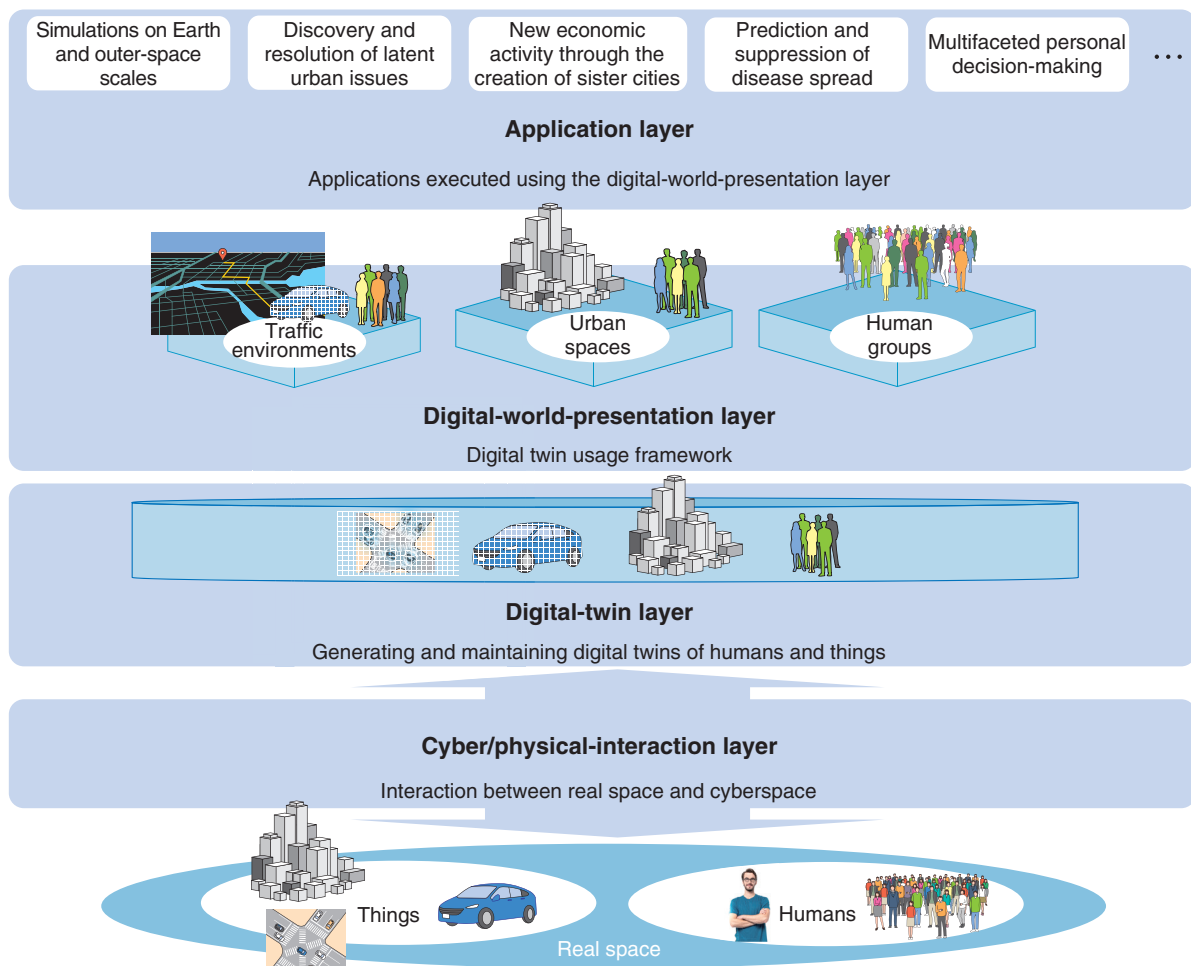 Simulations on Earth
and outer-space
scales
Discovery and
resolution of latent
urban issues
New economic
activity through the
creation of sister cities
Prediction and
suppression of
disease spread
Multifaceted personal
decision-making
...
Application layer
Applications executed using the digital-world-presentation layer
Traffic
environments
Urban
spaces
Human
groups
Digital-world-presentation layer
Digital twin usage framework
Digital-twin layer
Generating and maintaining digital twins of humans and things
Cyber/physical-interaction layer
Interaction between real space and cyberspace
Things
Humans
Real space